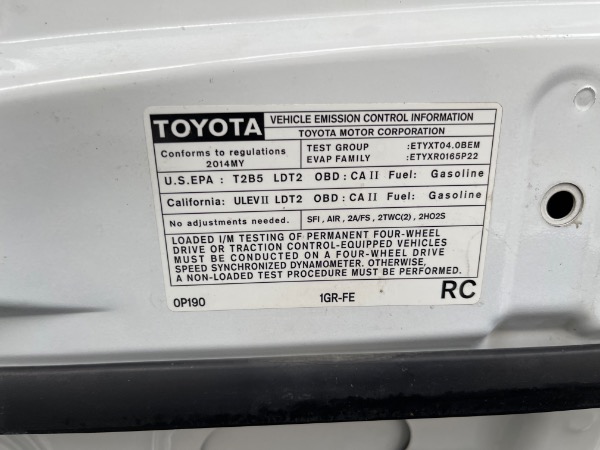 TOYOTA VEHICLE EMISSION CONTROL INFORMATION
TOYOTA MOTOR CORPORATION
Conforms to regulations
2014MY
TEST GROUP :ETYXT04.0BEM
EVAP FAMILY :ETYXR0165P22
U.S.EPA : T2B5 LDT2 OBD : CA II Fuel: Gasoline
California: ULEVII LDT2 OBD : CA II Fuel: Gasoline
No adjustments needed. SFI , AIR , 2A/FS , 2TWC(2) , 2HO2S
LOADED I/M TESTING OF PERMANENT FOUR-WHEEL
DRIVE OR TRACTION CONTROL-EQUIPPED VEHICLES
MUST BE CONDUCTED ON A FOUR-WHEEL DRIVE
SPEED SYNCHRONIZED DYNAMOMETER. OTHERWISE,
A NON-LOADED TEST PROCEDURE MUST BE PERFORMED.
0P190 1GR-FE RC